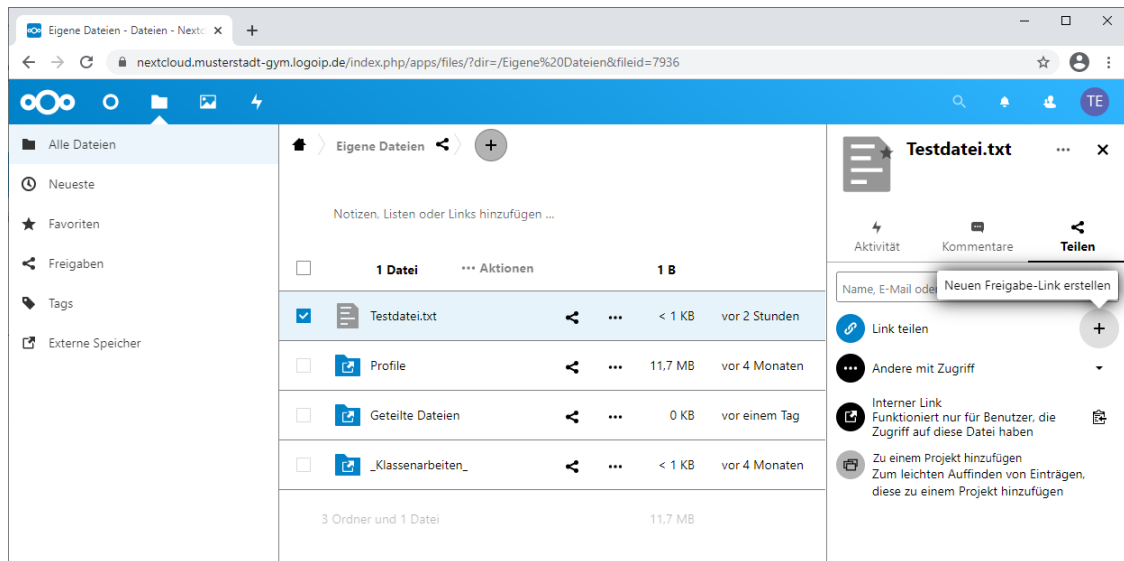 Eigene Dateien - Dateien - Nextc
nextcloud.musterstadt-gym.logoip.de/index.php/apps/files/?dir=/Eigene%20Dateien&fileid=7936
TE
Alle Dateien
Neueste
Favoriten
Freigaben
Tags
Externe Speicher
Eigene Dateien
Notizen, Listen oder Links hinzufügen ...
1 Datei ••• Aktionen 1 B
Testdatei.txt < 1 KB vor 2 Stunden
Profile 11,7 MB vor 4 Monaten
Geteilte Dateien 0 KB vor einem Tag
_Klassenarbeiten_ < 1 KB vor 4 Monaten
3 Ordner und 1 Datei 11,7 MB
Testdatei.txt
Aktivität Kommentare Teilen
Name, E-Mail oder
Neuen Freigabe-Link erstellen
Link teilen
Andere mit Zugriff
Interner Link
Funktioniert nur für Benutzer, die
Zugriff auf diese Datei haben
Zu einem Projekt hinzufügen
Zum leichten Auffinden von Einträgen,
diese zu einem Projekt hinzufügen